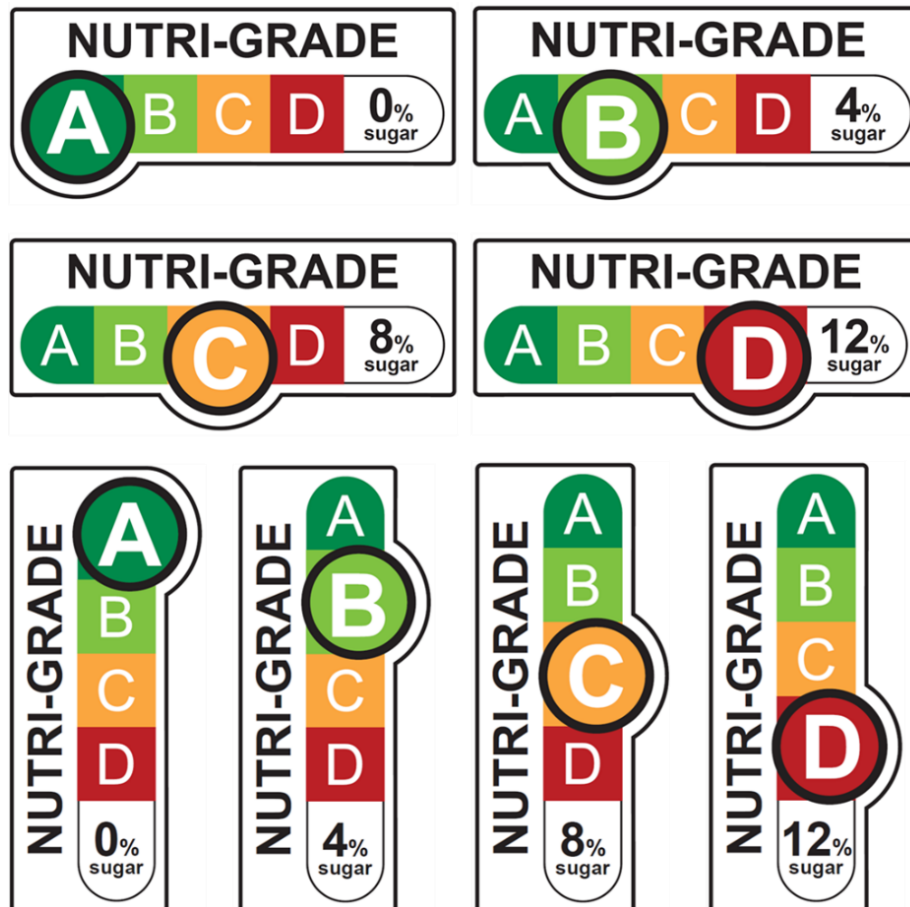 NUTRI-GRADE
A B C D 0% sugar
NUTRI-GRADE
A B C D 4% sugar
NUTRI-GRADE
A B C D 8% sugar
NUTRI-GRADE
A B C D 12% sugar
NUTRI-GRADE
A
B
C
D
0%
sugar
NUTRI-GRADE
A
B
C
D
4%
sugar
NUTRI-GRADE
A
B
C
D
8%
sugar
NUTRI-GRADE
A
B
C
D
12%
sugar